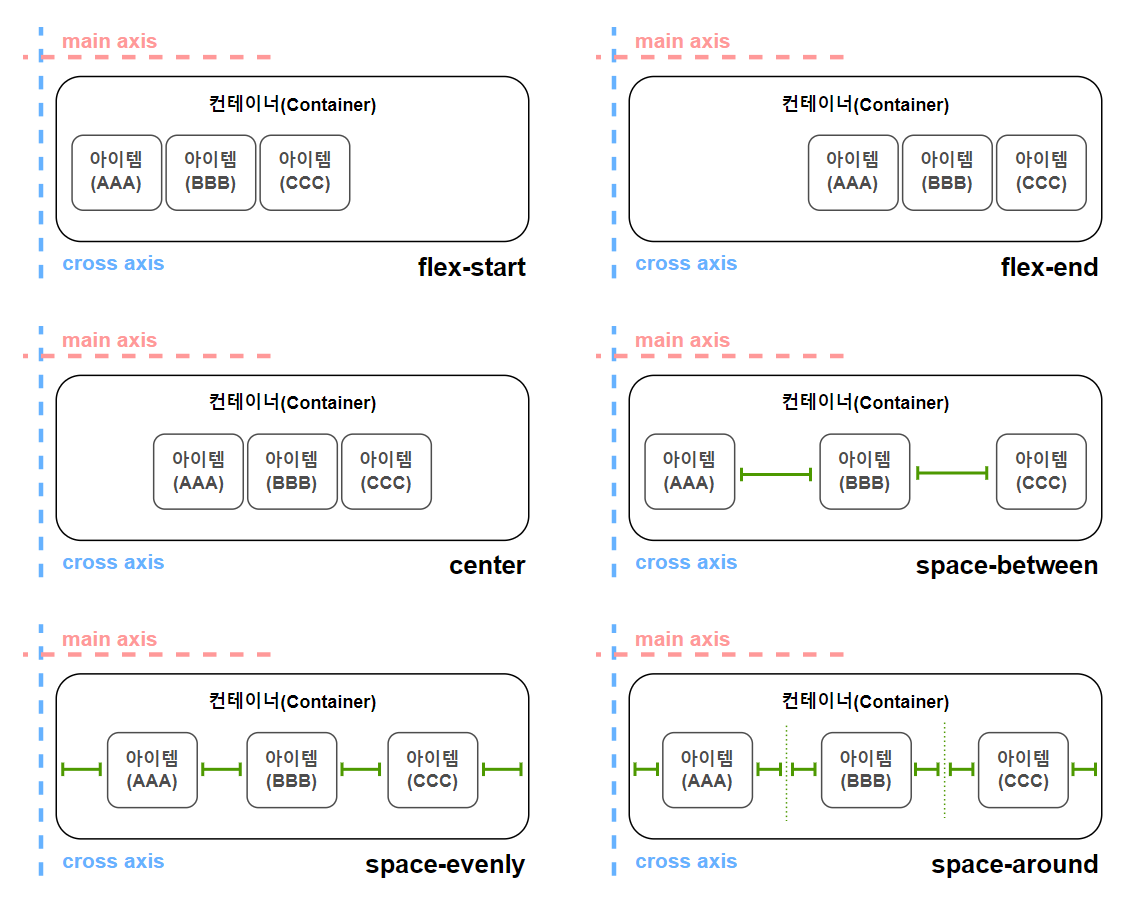 main axis
컨테이너(Container)
아이템
(AAA)
아이템
(BBB)
아이템
(CCC)
cross axis
flex-start
main axis
컨테이너(Container)
아이템
(AAA)
아이템
(BBB)
아이템
(CCC)
cross axis
flex-end
main axis
컨테이너(Container)
아이템
(AAA)
아이템
(BBB)
아이템
(CCC)
cross axis
center
main axis
컨테이너(Container)
아이템
(AAA)
아이템
(BBB)
아이템
(CCC)
cross axis
space-between
main axis
컨테이너(Container)
아이템
(AAA)
아이템
(BBB)
아이템
(CCC)
cross axis
space-evenly
main axis
컨테이너(Container)
아이템
(AAA)
아이템
(BBB)
아이템
(CCC)
cross axis
space-around